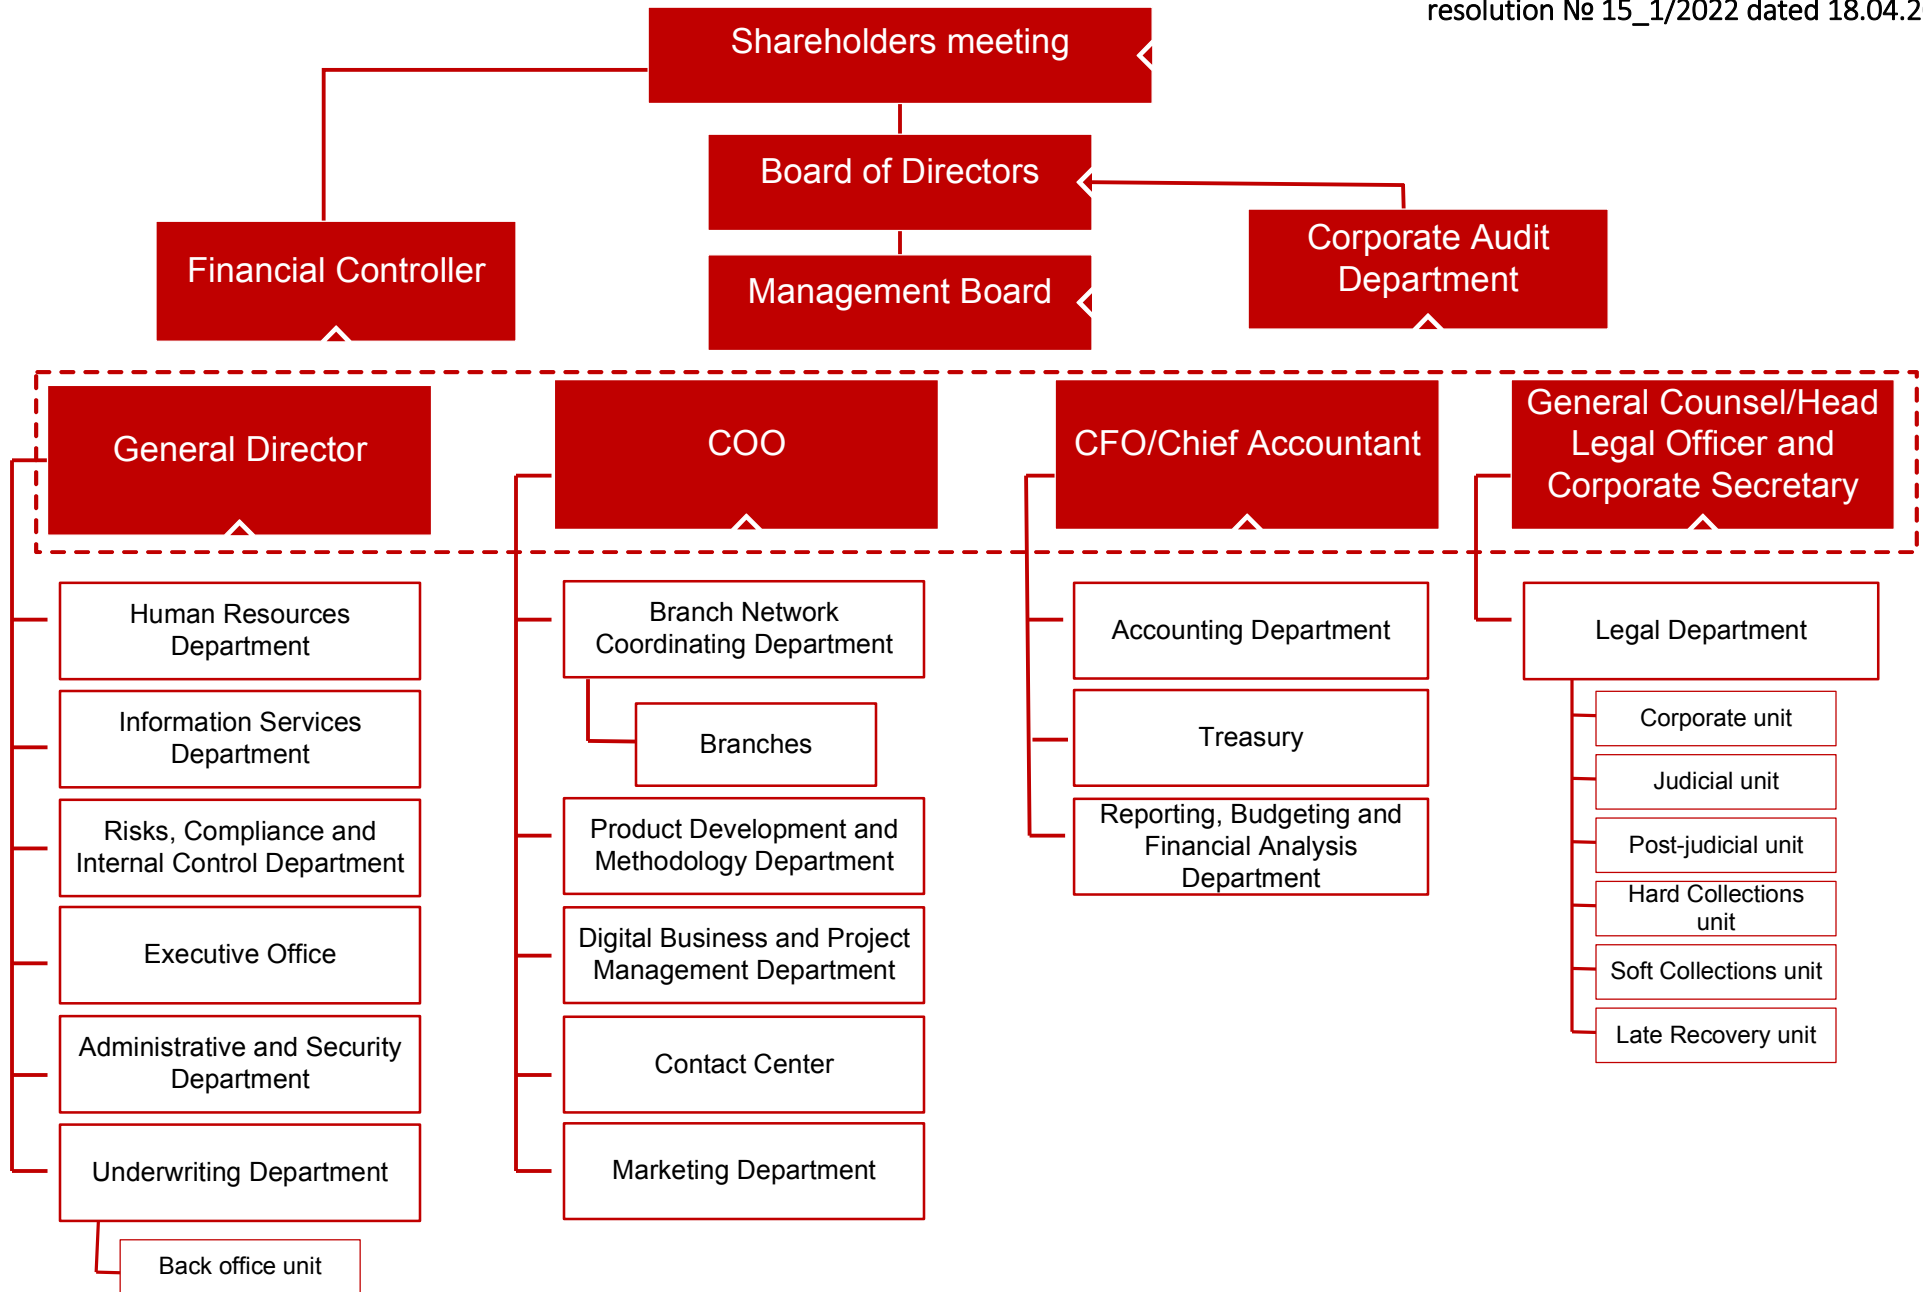 resolution № 15_1/2022 dated 18.04.2
Shareholders meeting
Board of Directors
Financial Controller
Management Board
Corporate Audit
Department
General Director
COO
CFO/Chief Accountant
General Counsel/Head
Legal Officer and
Corporate Secretary
Human Resources
Department
Information Services
Department
Risks, Compliance and
Internal Control Department
Executive Office
Administrative and Security
Department
Underwriting Department
Back office unit
Branch Network
Coordinating Department
Branches
Product Development and
Methodology Department
Digital Business and Project
Management Department
Contact Center
Marketing Department
Accounting Department
Treasury
Reporting, Budgeting and
Financial Analysis
Department
Legal Department
Corporate unit
Judicial unit
Post-judicial unit
Hard Collections
unit
Soft Collections unit
Late Recovery unit